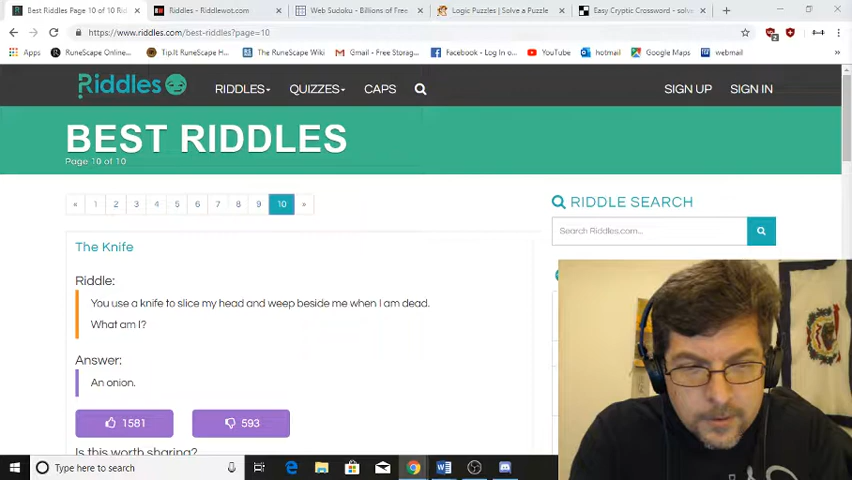 Best Riddles Page 10 of 10 Ri
Riddles - Riddlewot.com
Web Sudoku - Billions of Free
Logic Puzzles | Solve a Puzzle
Easy Cryptic Crossword - solve
https://www.riddles.com/best-riddles?page=10
Apps RuneScape Online... Tip.It RuneScape H... The RuneScape Wiki Gmail - Free Storag... Facebook - Log In o... YouTube hotmail Google Maps webmail
Riddles RIDDLES QUIZZES CAPS SIGN UP SIGN IN
BEST RIDDLES
Page 10 of 10
« 1 2 3 4 5 6 7 8 9 10 »
RIDDLE SEARCH
Search Riddles.com...
The Knife
Riddle:
You use a knife to slice my head and weep beside me when I am dead.
What am I?
Answer:
An onion.
1581 593
Is this worth sharing?
Type here to search